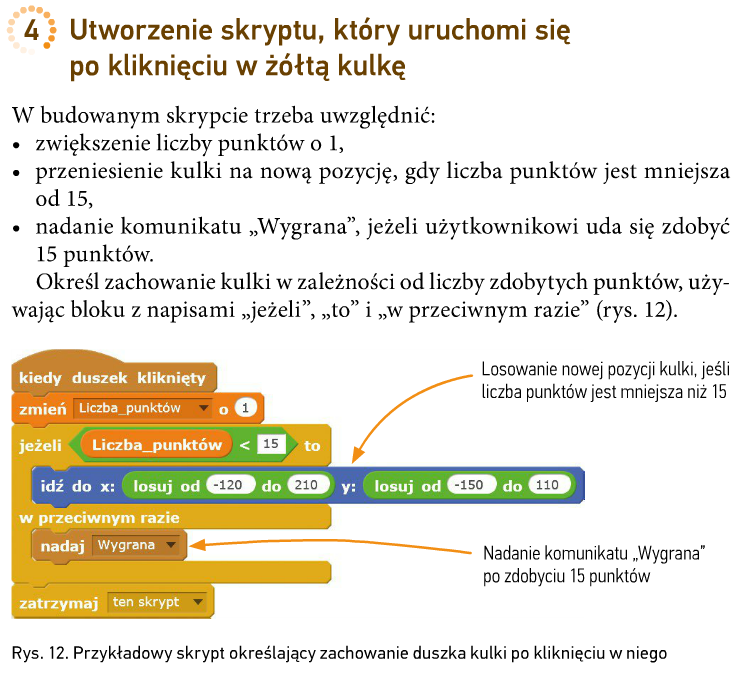 4 Utworzenie skryptu, który uruchomi się
po kliknięciu w żółtą kulkę
W budowanym skrypcie trzeba uwzględnić:
• zwiększenie liczby punktów o 1,
• przeniesienie kulki na nową pozycję, gdy liczba punktów jest mniejsza
od 15,
• nadanie komunikatu „Wygrana”, jeżeli użytkownikowi uda się zdobyć
15 punktów.
Określ zachowanie kulki w zależności od liczby zdobytych punktów, uży-
wając bloku z napisami „jeżeli”, „to” i „w przeciwnym razie” (rys. 12).
Losowanie nowej pozycji kulki, jeśli
liczba punktów jest mniejsza niż 15
kiedy duszek kliknięty
zmień Liczba_punktów o 1
jeżeli Liczba_punktów < 15 to
idź do x: losuj od -120 do 210 y: losuj od -150 do 110
w przeciwnym razie
nadaj Wygrana
Nadanie komunikatu „Wygrana”
po zdobyciu 15 punktów
zatrzymaj ten skrypt
Rys. 12. Przykładowy skrypt określający zachowanie duszka kulki po kliknięciu w niego